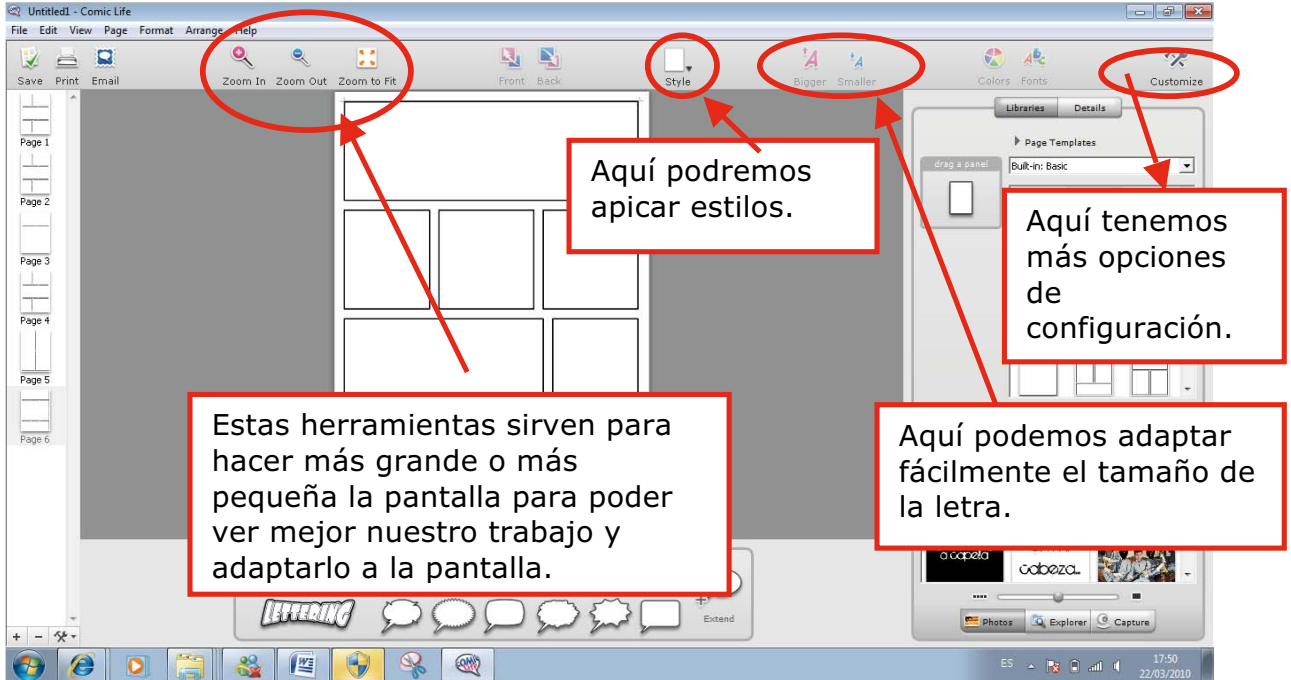 Untitled1 - Comic Life
File Edit View Page Format Arrange Help
Save Print Email Zoom In Zoom Out Zoom to Fit Front Back Style Bigger Smaller Colors Fonts Customize
Page 1
Page 2
Page 3
Page 4
Page 5
Page 6
Libraries Details
Page Templates
drag a panel
Built-in: Basic
Aquí podremos
apicar estilos.
Aquí tenemos
más opciones
de
configuración.
Estas herramientas sirven para
hacer más grande o más
pequeña la pantalla para poder
ver mejor nuestro trabajo y
adaptarlo a la pantalla.
Aquí podemos adaptar
fácilmente el tamaño de
la letra.
a capela
cabeza..
LETTERING
Extend
Photos Explorer Capture
ES 17:50
22/03/2010